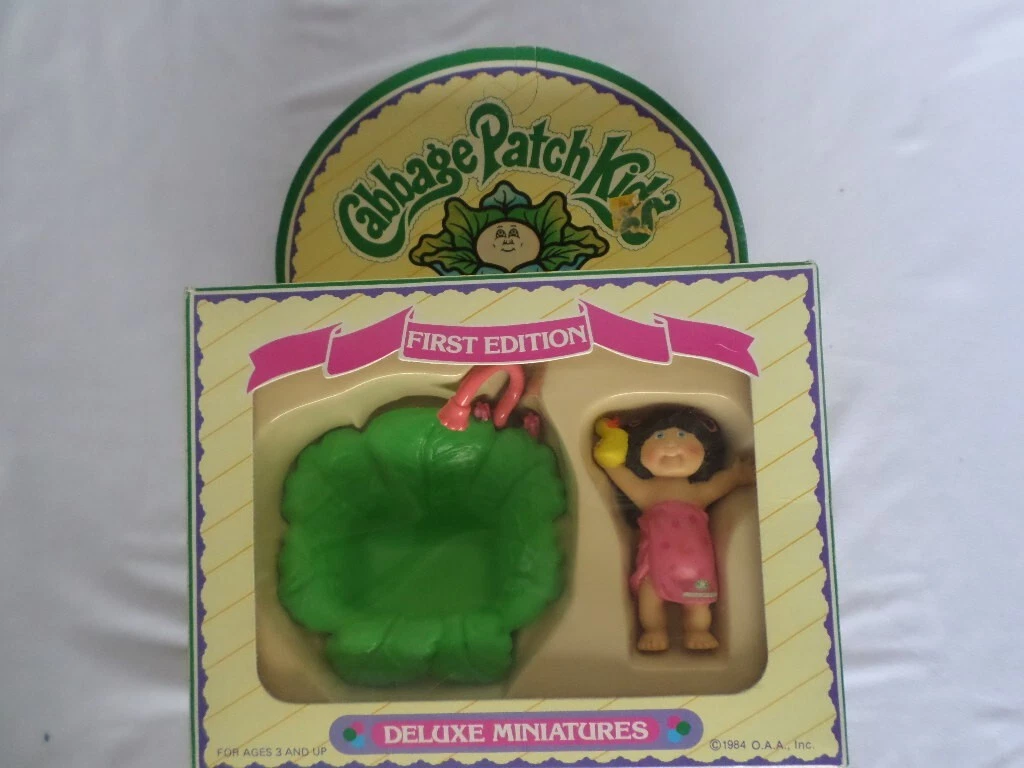 Cabbage Patch Kids
FIRST EDITION
DELUXE MINIATURES
FOR AGES 3 AND UP
©1984 O.A.A., Inc.